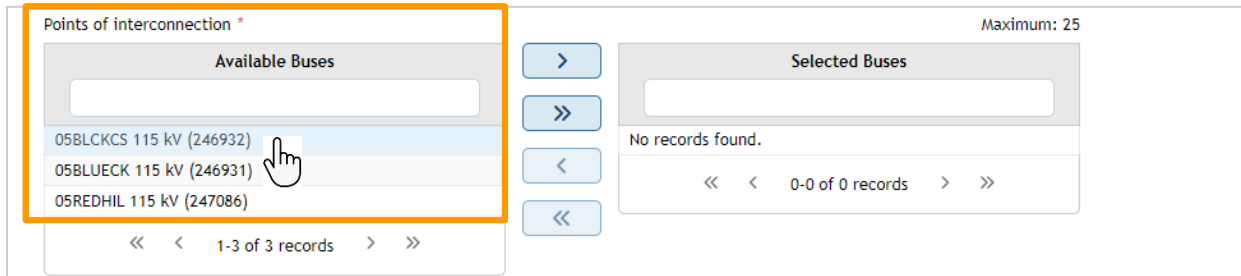 Points of interconnection *
Maximum: 25
Available Buses
05BLCKCS 115 kV (246932)
05BLUECK 115 kV (246931)
05REDHIL 115 kV (247086)
1-3 of 3 records
Selected Buses
No records found.
0-0 of 0 records